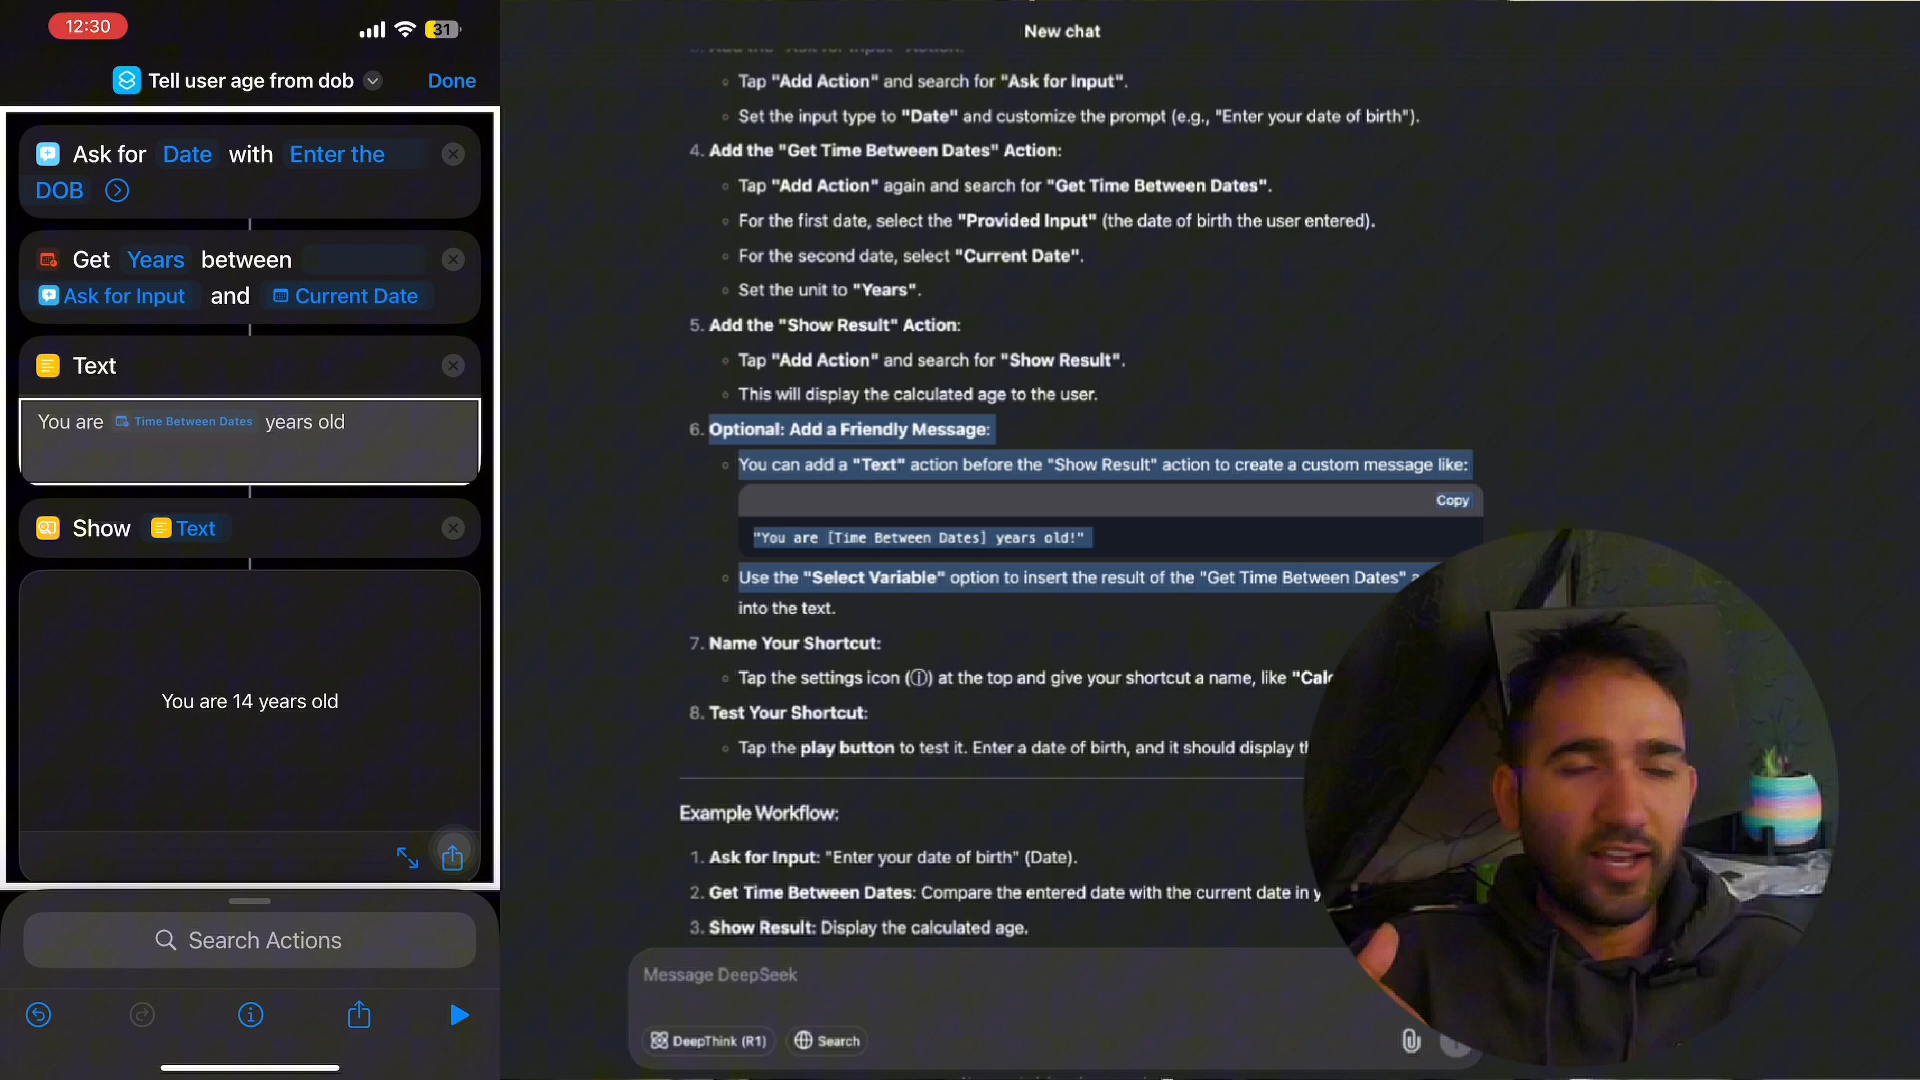 12:30
31
Tell user age from dob
Done
Ask for Date with Enter the
DOB
Get Years between
Ask for Input and Current Date
Text
You are Time Between Dates years old
Show Text
You are 14 years old
Search Actions
New chat
Tap "Add Action" and search for "Ask for Input".
Set the input type to "Date" and customize the prompt (e.g., "Enter your date of birth").
4. Add the "Get Time Between Dates" Action:
Tap "Add Action" again and search for "Get Time Between Dates".
For the first date, select the "Provided Input" (the date of birth the user entered).
For the second date, select "Current Date".
Set the unit to "Years".
5. Add the "Show Result" Action:
Tap "Add Action" and search for "Show Result".
This will display the calculated age to the user.
6. Optional: Add a Friendly Message:
You can add a "Text" action before the "Show Result" action to create a custom message like:
Copy
"You are [Time Between Dates] years old!"
Use the "Select Variable" option to insert the result of the "Get Time Between Dates"
into the text.
7. Name Your Shortcut:
Tap the settings icon (ⓘ) at the top and give your shortcut a name, like
8. Test Your Shortcut:
Tap the play button to test it. Enter a date of birth, and it should display
Example Workflow:
1. Ask for Input: "Enter your date of birth" (Date).
2. Get Time Between Dates: Compare the entered date with the current date in
3. Show Result: Display the calculated age.
Message DeepSeek
DeepThink (R1)
Search